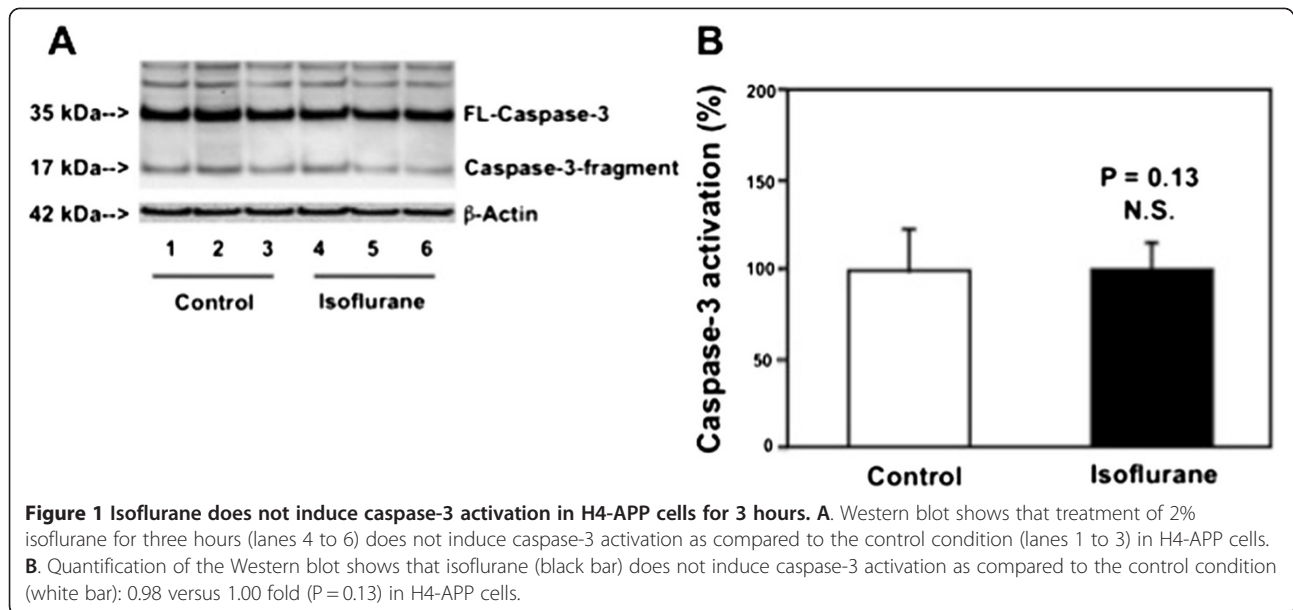 A
35 kDa--> FL-Caspase-3
17 kDa--> Caspase-3-fragment
42 kDa--> β-Actin
1 2 3 4 5 6
Control Isoflurane
B
Caspase-3 activation (%)
200
150
100
50
0
P = 0.13
N.S.
Control Isoflurane
Figure 1 Isoflurane does not induce caspase-3 activation in H4-APP cells for 3 hours. A. Western blot shows that treatment of 2%
isoflurane for three hours (lanes 4 to 6) does not induce caspase-3 activation as compared to the control condition (lanes 1 to 3) in H4-APP cells.
B. Quantification of the Western blot shows that isoflurane (black bar) does not induce caspase-3 activation as compared to the control condition
(white bar): 0.98 versus 1.00 fold (P = 0.13) in H4-APP cells.